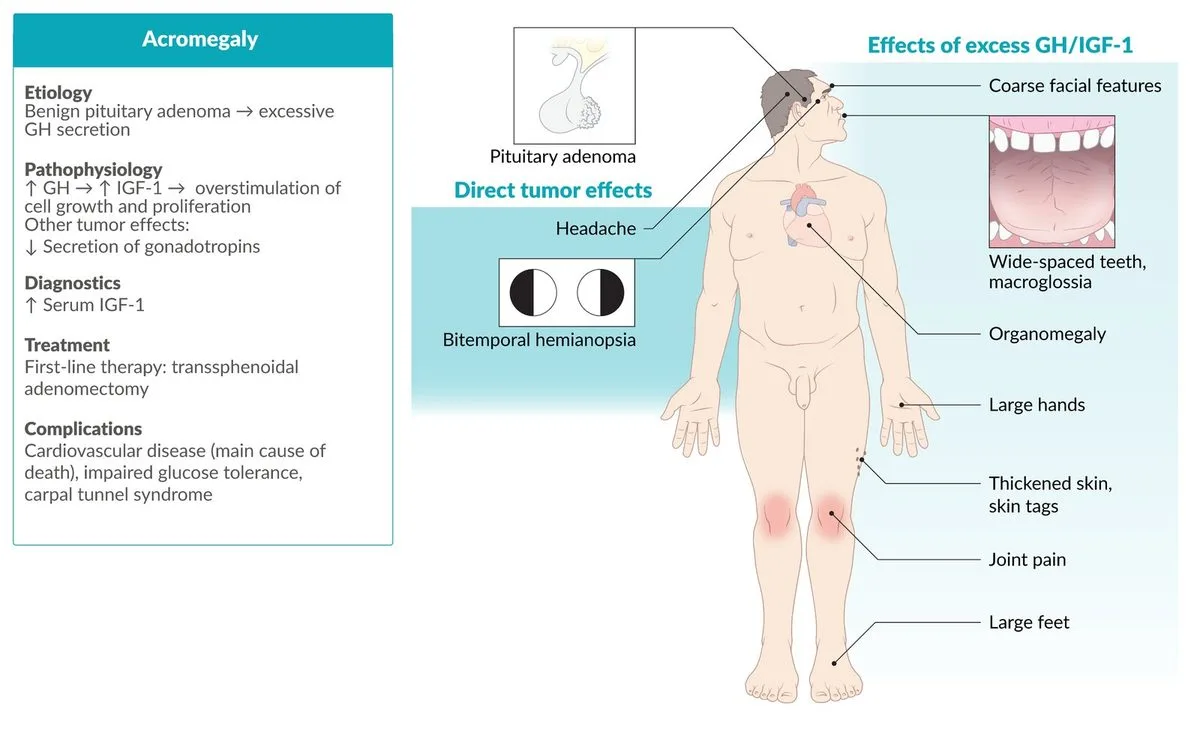 Acromegaly
Etiology
Benign pituitary adenoma → excessive
GH secretion
Pathophysiology
↑ GH → ↑ IGF-1 → overstimulation of
cell growth and proliferation
Other tumor effects:
↓ Secretion of gonadotropins
Diagnostics
↑ Serum IGF-1
Treatment
First-line therapy: transsphenoidal
adenomectomy
Complications
Cardiovascular disease (main cause of
death), impaired glucose tolerance,
carpal tunnel syndrome
Pituitary adenoma
Direct tumor effects
Headache
Bitemporal hemianopsia
Effects of excess GH/IGF-1
Coarse facial features
Wide-spaced teeth,
macroglossia
Organomegaly
Large hands
Thickened skin,
skin tags
Joint pain
Large feet